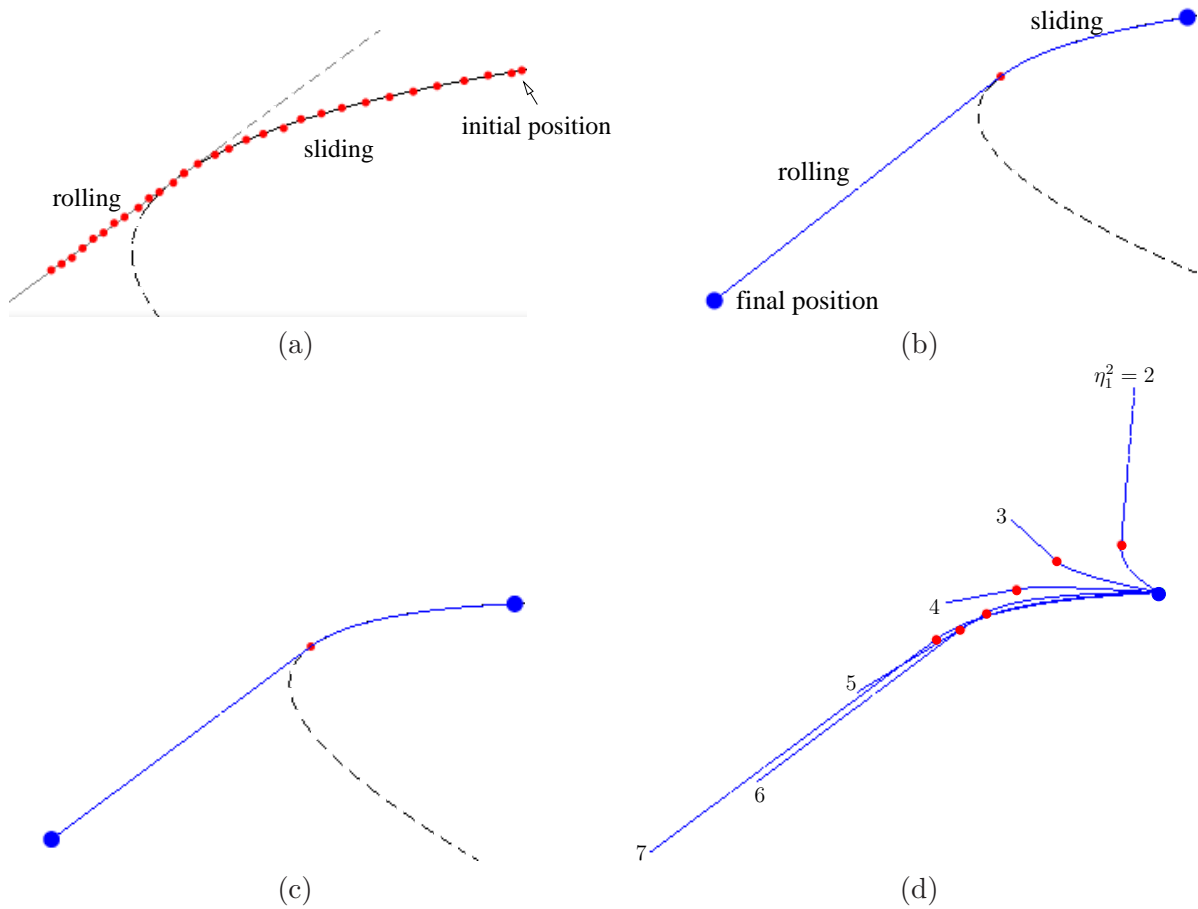 initial position
sliding
rolling
(a)
sliding
rolling
final position
(b)
(c)
η₁² = 2
3
4
5
6
7
(d)